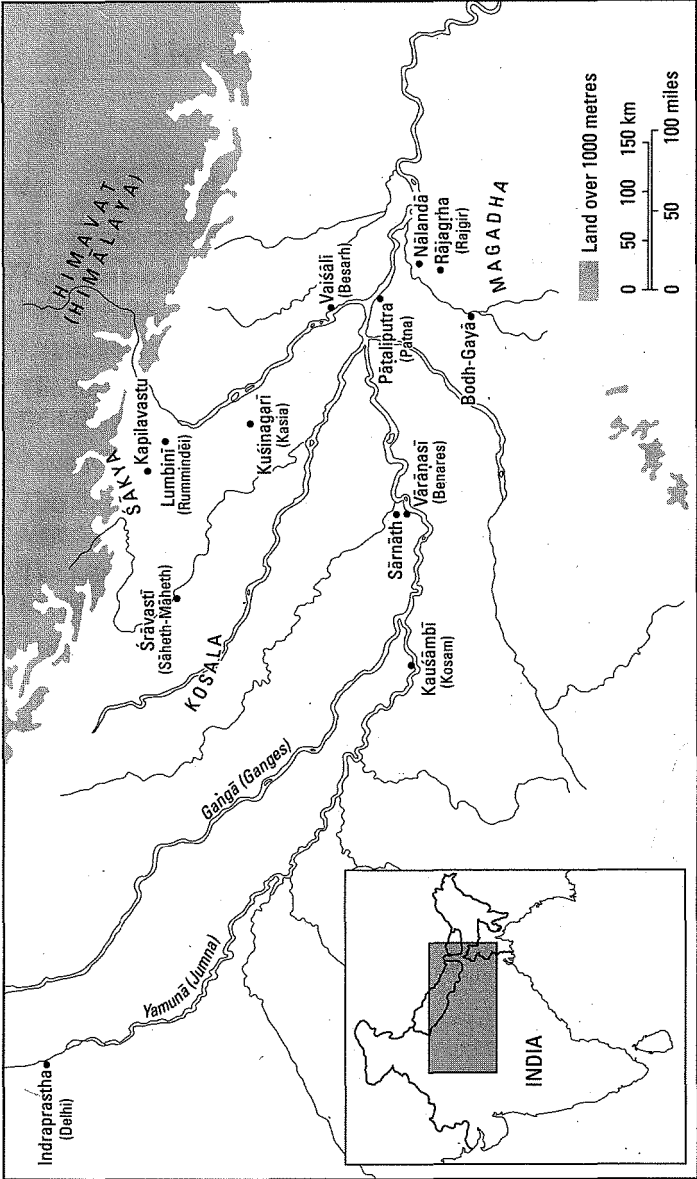 HIMAVAT
(HIMĀLAYA)
Indraprastha
(Delhi)
Yamunā (Jumna)
Gaṅgā (Ganges)
KOSALA
Śrāvastī
(Sāheth-Māheth)
ŚĀKYA
Kapilavastu
Lumbinī
(Rummindēi)
Kuśinagarī
(Kasia)
Vaiśālī
(Besarh)
Kauśāmbī
(Kosam)
Sārnāth
Vārāṇasī
(Benares)
Pāṭaliputra
(Patna)
Nālandā
Rājagṛha
(Rajgir)
Bodh-Gayā
MAGADHA
INDIA
Land over 1000 metres
0 50 100 150 km
0 50 100 miles